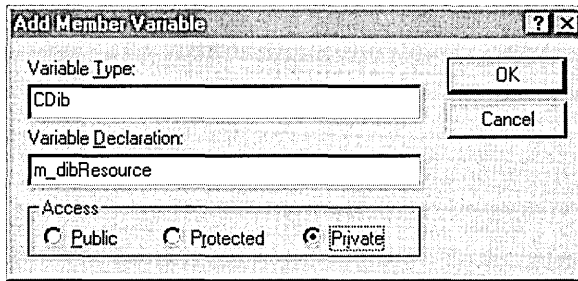 Add Member Variable
Variable Type:
OK
CDib
Cancel
Variable Declaration:
m_dibResource
Access
Public Protected Private